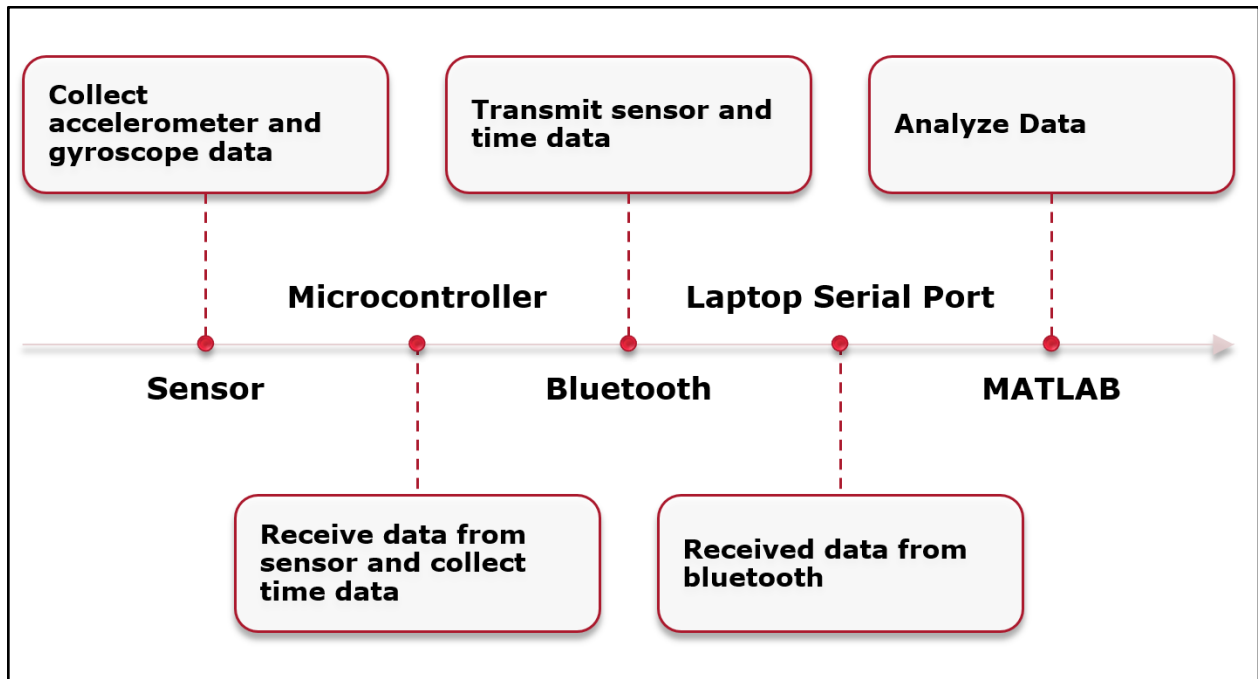 Collect
accelerometer and
gyroscope data
Transmit sensor and
time data
Analyze Data
Microcontroller
Laptop Serial Port
Sensor
Bluetooth
MATLAB
Receive data from
sensor and collect
time data
Received data from
bluetooth